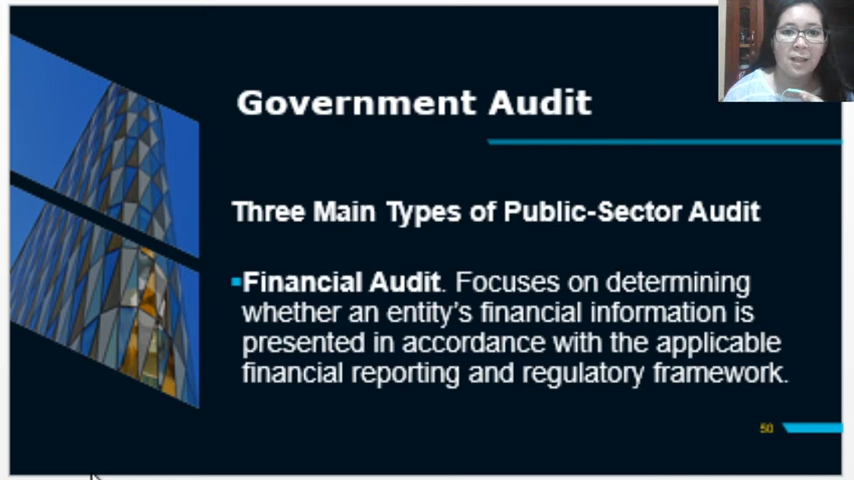 Government Audit
Three Main Types of Public-Sector Audit
▪Financial Audit. Focuses on determining
whether an entity’s financial information is
presented in accordance with the applicable
financial reporting and regulatory framework.
50